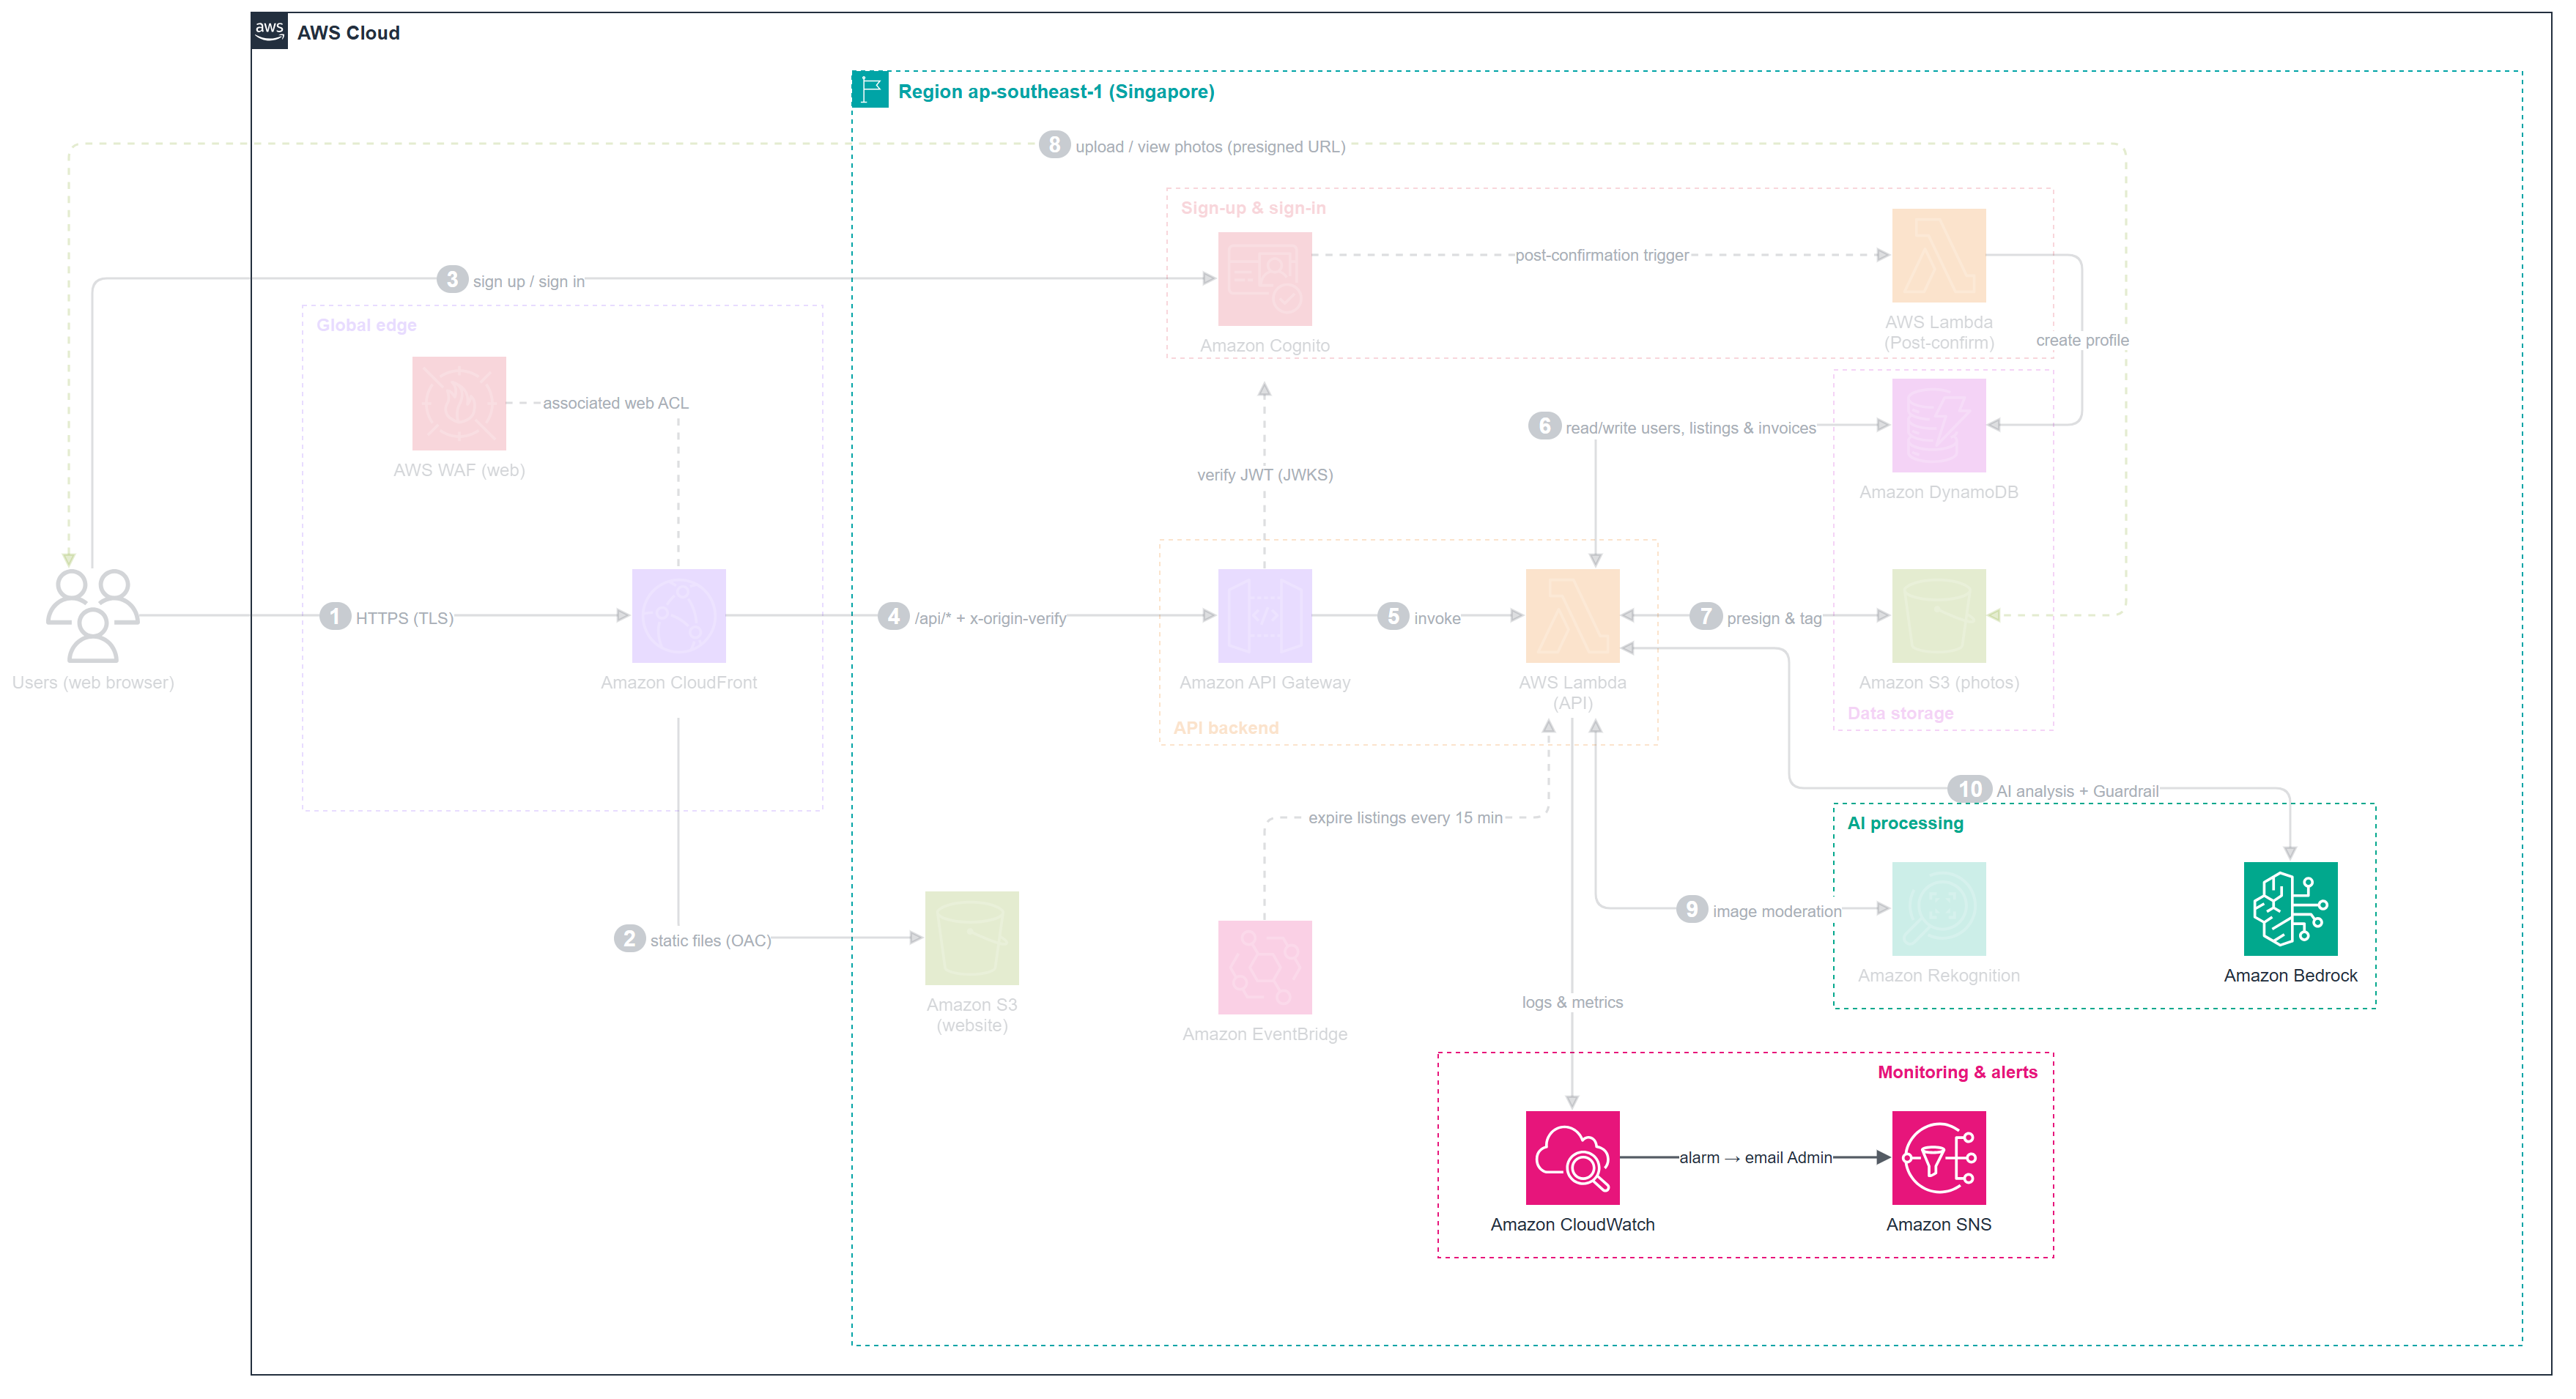 aws
AWS Cloud
Region ap-southeast-1 (Singapore)
8 upload / view photos (presigned URL)
Sign-up & sign-in
post-confirmation trigger
3 sign up / sign in
Amazon Cognito
AWS Lambda
(Post-confirm)
create profile
Global edge
associated web ACL
AWS WAF (web)
6 read/write users, listings & invoices
verify JWT (JWKS)
Amazon DynamoDB
1 HTTPS (TLS)
4 /api/* + x-origin-verify
5 invoke
7 presign & tag
Users (web browser)
Amazon CloudFront
Amazon API Gateway
AWS Lambda
(API)
Amazon S3 (photos)
Data storage
API backend
10 AI analysis + Guardrail
expire listings every 15 min
AI processing
9 image moderation
2 static files (OAC)
Amazon Rekognition
Amazon Bedrock
Amazon S3
(website)
logs & metrics
Amazon EventBridge
Monitoring & alerts
alarm → email Admin
Amazon CloudWatch
Amazon SNS